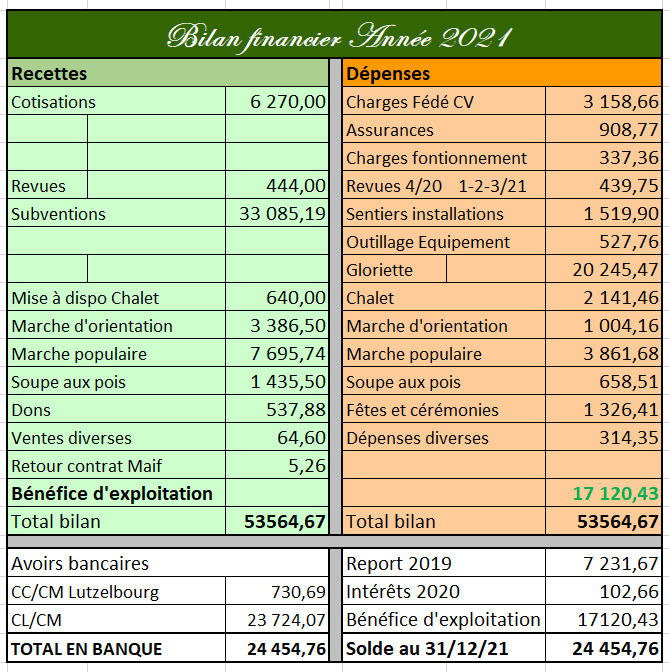 Bilan financier Année 2021
Recettes Dépenses
Cotisations 6 270,00 Charges Fédé CV 3 158,66
Assurances 908,77
Charges fontionnement 337,36
Revues 444,00 Revues 4/20 1-2-3/21 439,75
Subventions 33 085,19 Sentiers installations 1 519,90
Outillage Equipement 527,76
Gloriette 20 245,47
Mise à dispo Chalet 640,00 Chalet 2 141,46
Marche d'orientation 3 386,50 Marche d'orientation 1 004,16
Marche populaire 7 695,74 Marche populaire 3 861,68
Soupe aux pois 1 435,50 Soupe aux pois 658,51
Dons 537,88 Fêtes et cérémonies 1 326,41
Ventes diverses 64,60 Dépenses diverses 314,35
Retour contrat Maif 5,26
Bénéfice d'exploitation 17 120,43
Total bilan 53564,67 Total bilan 53564,67
Avoirs bancaires Report 2019 7 231,67
CC/CM Lutzelbourg 730,69 Intérêts 2020 102,66
CL/CM 23 724,07 Bénéfice d'exploitation 17120,43
TOTAL EN BANQUE 24 454,76 Solde au 31/12/21 24 454,76